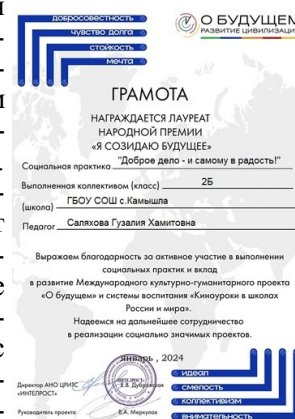 добросовестность
чувство долга
стойкость
мечта
О БУДУЩЕМ
РАЗВИТИЕ ЦИВИЛИЗАЦИ
ГРАМОТА
НАГРАЖДАЕТСЯ ЛАУРЕАТ
НАРОДНОЙ ПРЕМИИ
«Я СОЗИДАЮ БУДУЩЕЕ»
Социальная практика "Доброе дело - и самому в радость!"
Выполненная коллективом (класс) 2Б
(школа) ГБОУ СОШ с.Камышла
Педагог Саляхова Гузалия Хамитовна
Выражаем благодарность за активное участие в выполнении
социальных практик и вклад
в развитие Международного культурно-гуманитарного проекта
«О будущем» и системы воспитания «Киноуроки в школах
России и мира».
Надеемся на дальнейшее сотрудничество
в реализации социально значимых проектов.
январь , 2024
Директор АНО ЦРИТС
«ИНТЕЛРОСТ» Е.В. Дубровская
Руководитель проекта В.А. Меркулов
идеал
смелость
коллективизм
внимательность